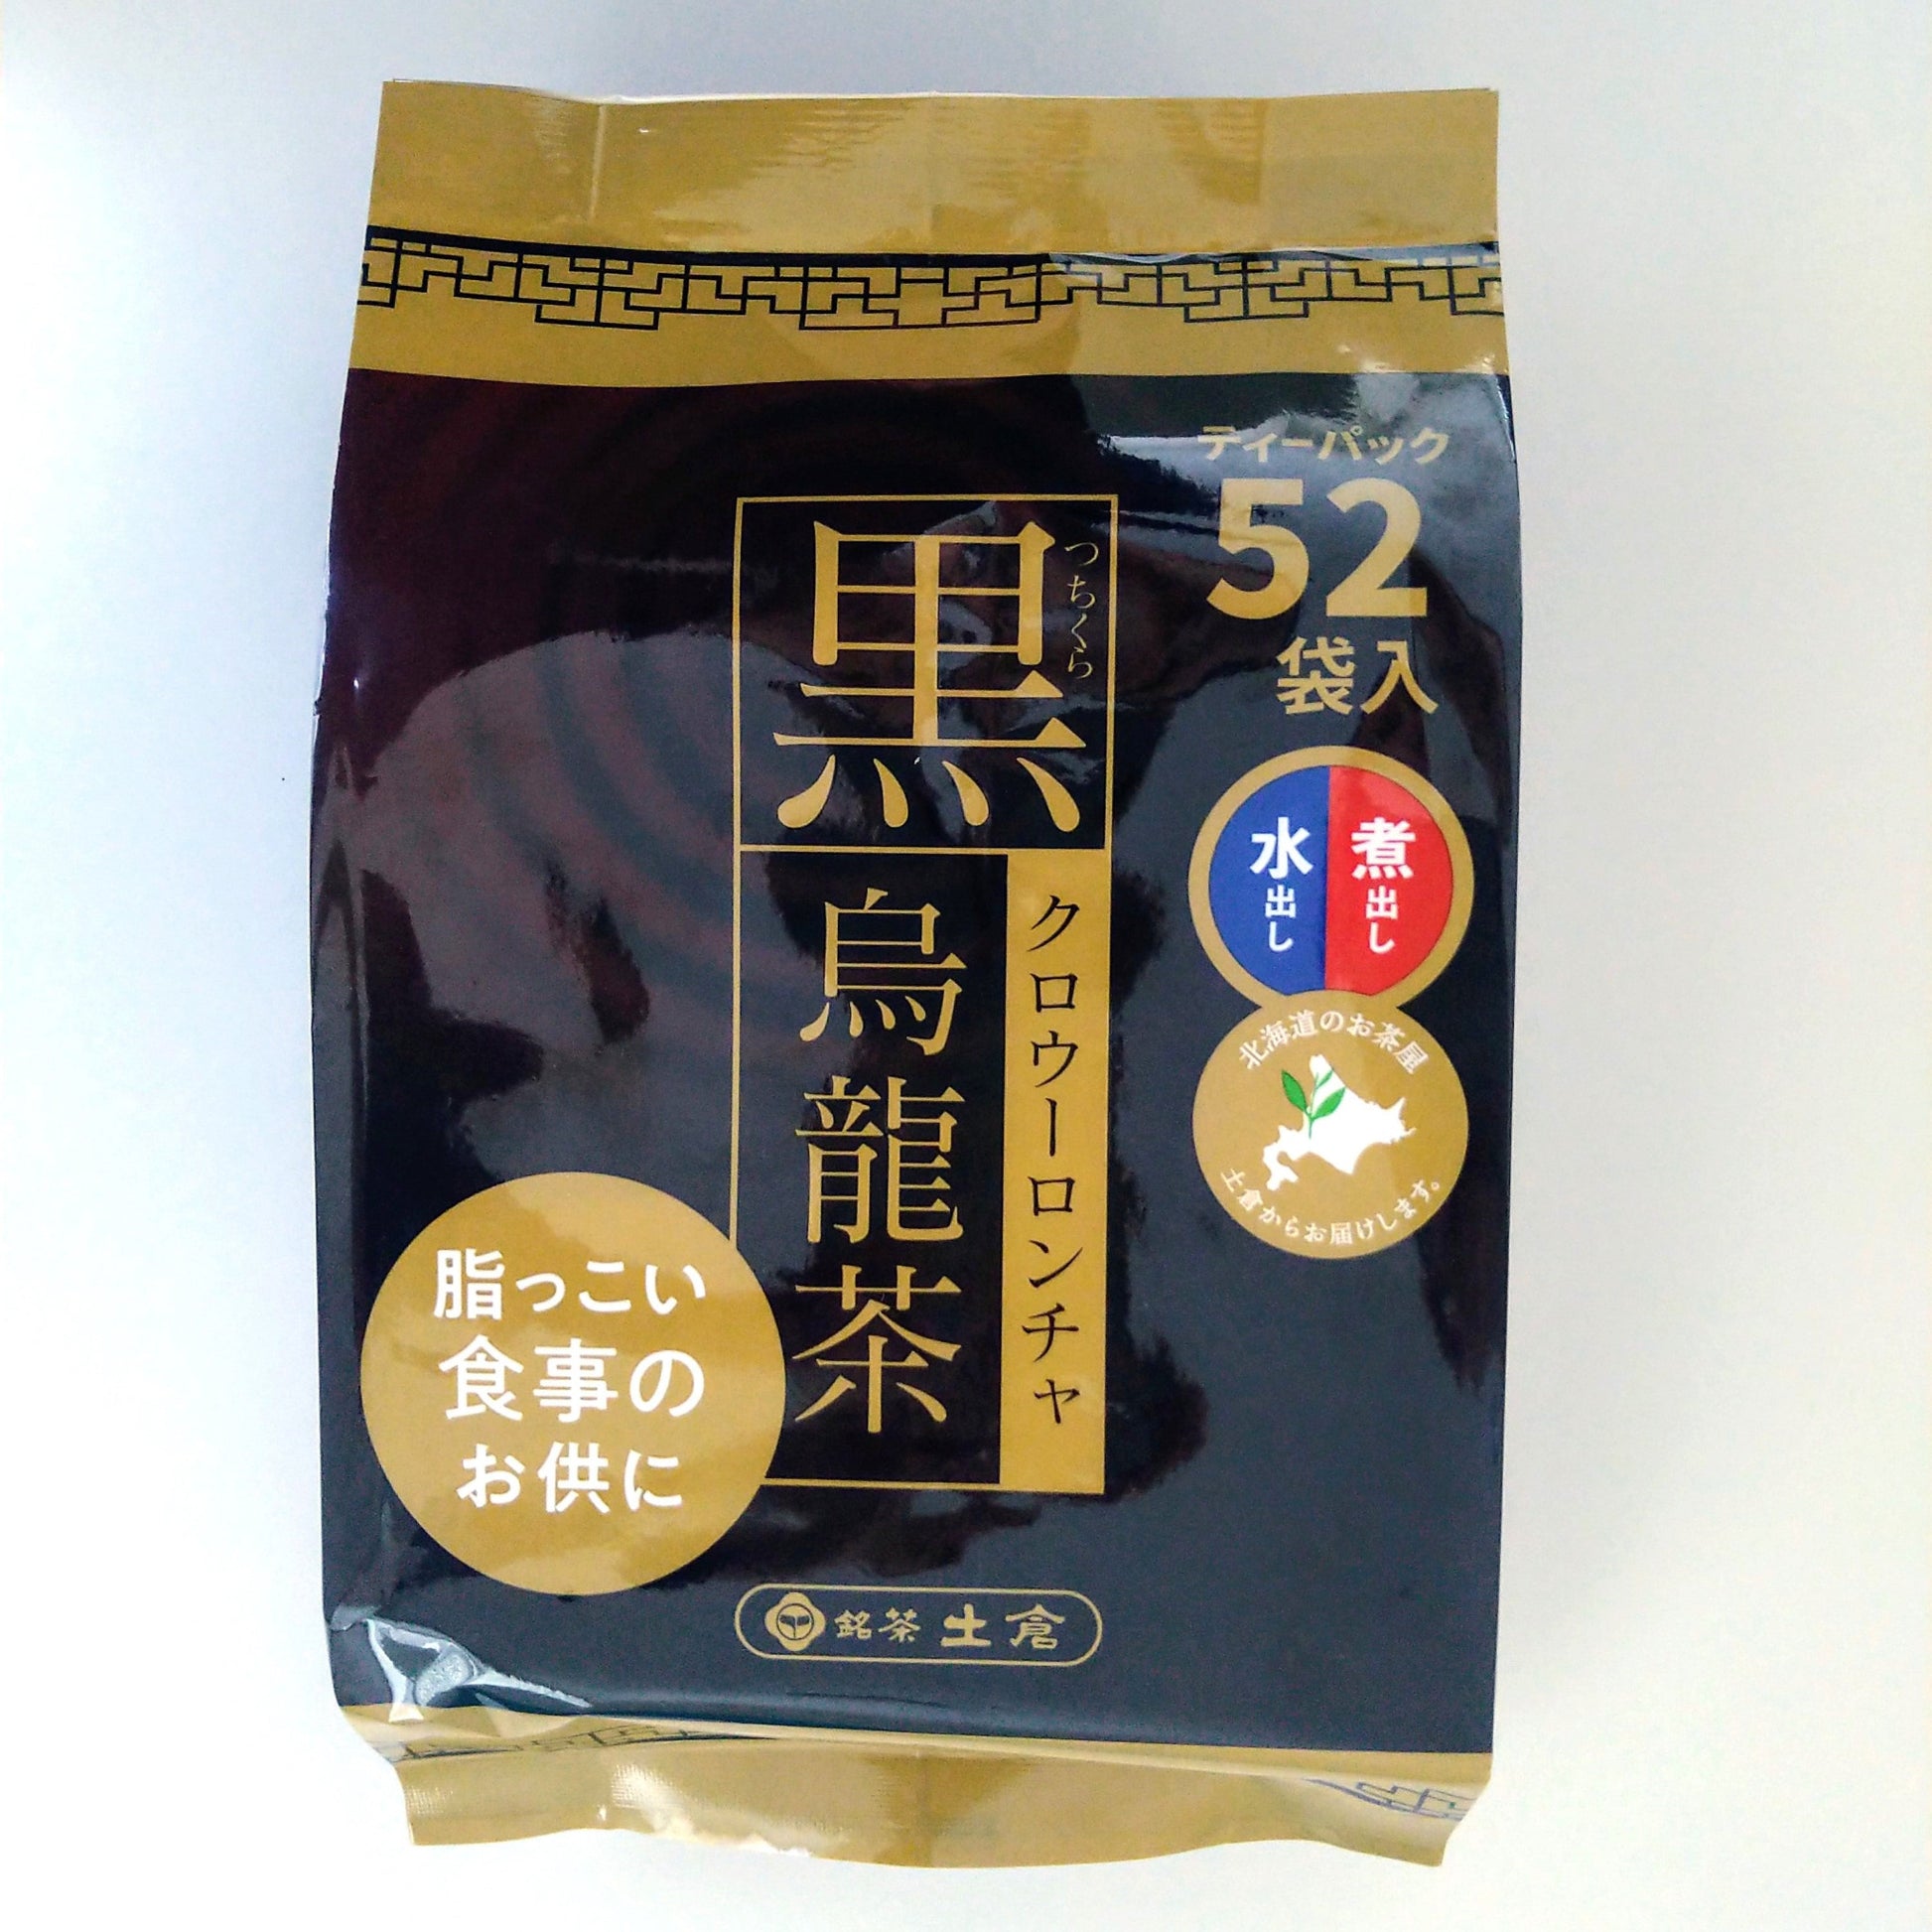 ティーパック
52
袋入
つちくら
黒
烏龍茶
クロウーロンチャ
水出し
煮出し
北海道のお茶屋
土倉からお届けします。
脂っこい
食事の
お供に
銘茶 土倉